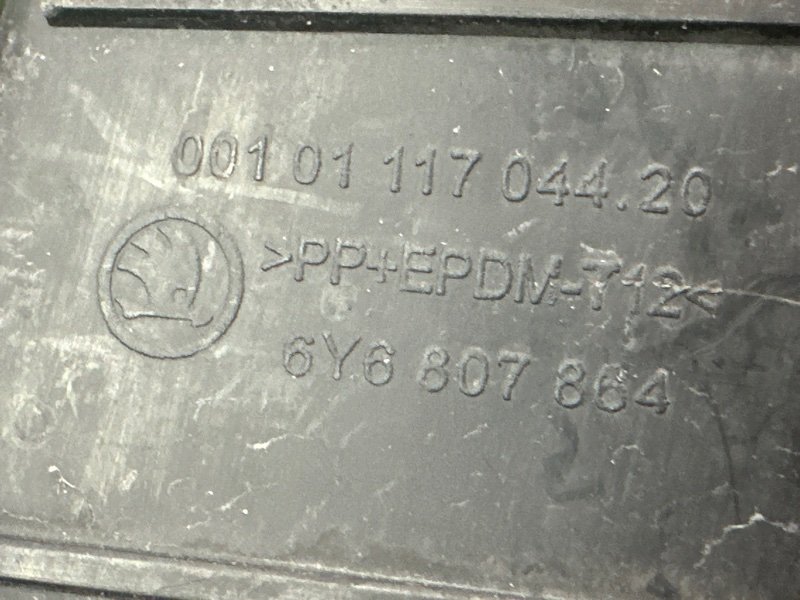 001 01 117 044.20
>PP+EPDM-T12<
6Y6 807 864